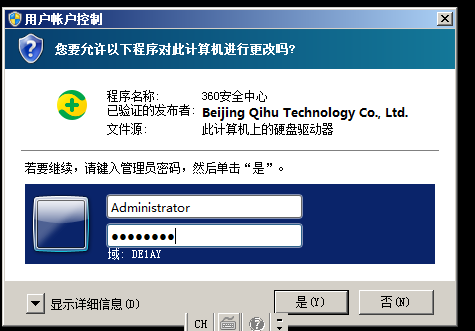 用户帐户控制
您要允许以下程序对此计算机进行更改吗?
程序名称: 360安全中心
已验证的发布者: Beijing Qihu Technology Co., Ltd.
文件源: 此计算机上的硬盘驱动器
若要继续，请键入管理员密码，然后单击“是”。
Administrator
●●●●●●●●
域: DE1AY
显示详细信息(D)
是(Y)
否(N)
CH